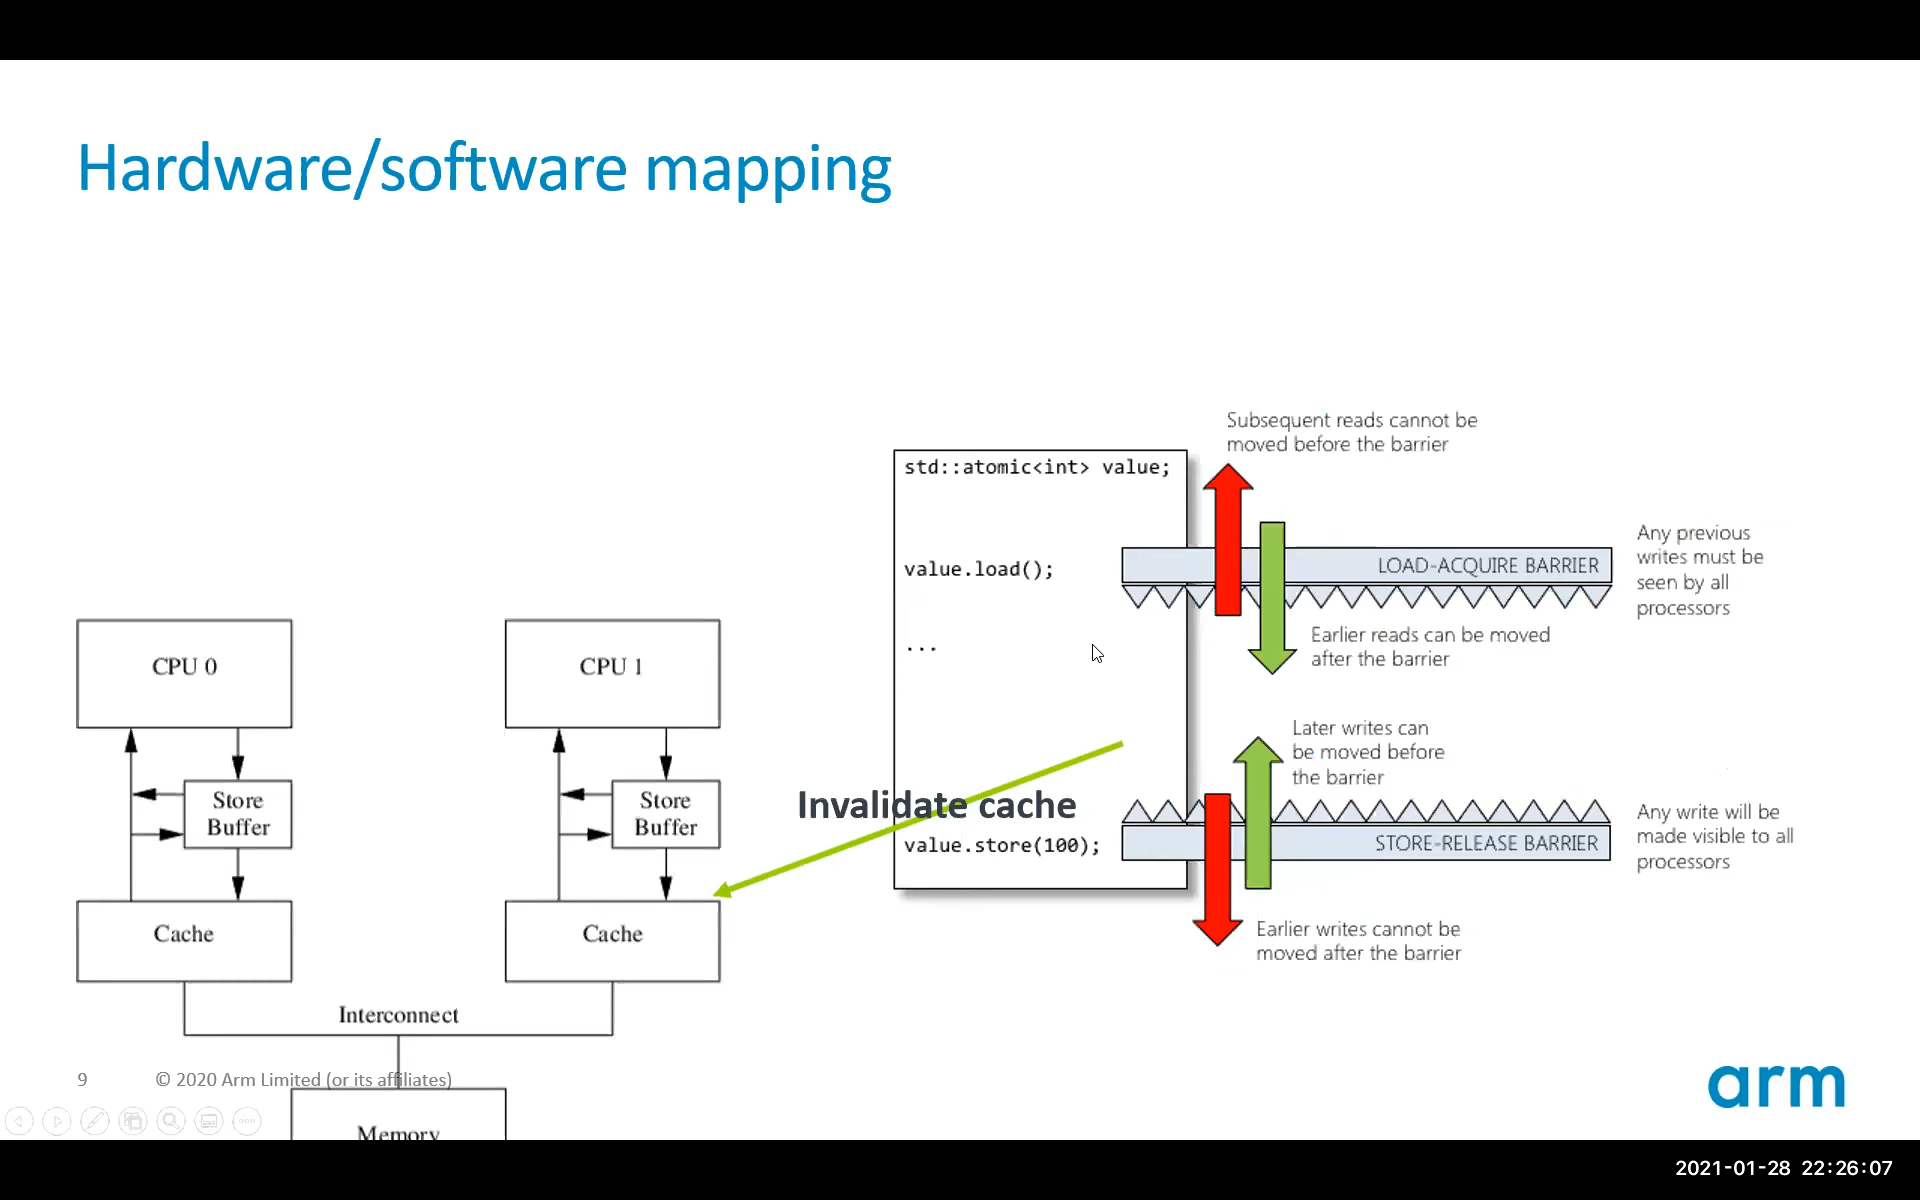 Hardware/software mapping
Subsequent reads cannot be
moved before the barrier
std::atomic<int> value;
Any previous
writes must be
seen by all
processors
LOAD-ACQUIRE BARRIER
value.load();
Earlier reads can be moved
after the barrier
...
CPU 0
CPU 1
Later writes can
be moved before
the barrier
Store
Buffer
Store
Buffer
Invalidate cache
value.store(100);
STORE-RELEASE BARRIER
Any write will be
made visible to all
processors
Cache
Cache
Earlier writes cannot be
moved after the barrier
Interconnect
9
© 2020 Arm Limited (or its affiliates)
arm
Memory
2021-01-28 22:26:07